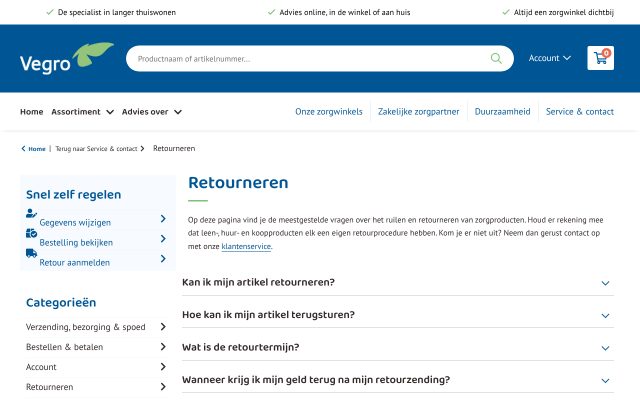 De specialist in langer thuiswonen
Advies online, in de winkel of aan huis
Altijd een zorgwinkel dichtbij
Vegro
Productnaam of artikelnummer....
Account
0
Home
Assortiment
Advies over
Onze zorgwinkels
Zakelijke zorgpartner
Duurzaamheid
Service & contact
Home | Terug naar Service & contact
Retourneren
Snel zelf regelen
Gegevens wijzigen
Bestelling bekijken
Retour aanmelden
Categorieën
Verzending, bezorging & spoed
Bestellen & betalen
Account
Retourneren
Retourneren
Op deze pagina vind je de meestgestelde vragen over het ruilen en retourneren van zorgproducten. Houd er rekening mee
dat leen-, huur- en koopproducten elk een eigen retourprocedure hebben. Kom je er niet uit? Neem dan gerust contact op
met onze klantenservice.
Kan ik mijn artikel retourneren?
Hoe kan ik mijn artikel terugsturen?
Wat is de retourtermijn?
Wanneer krijg ik mijn geld terug na mijn retourzending?